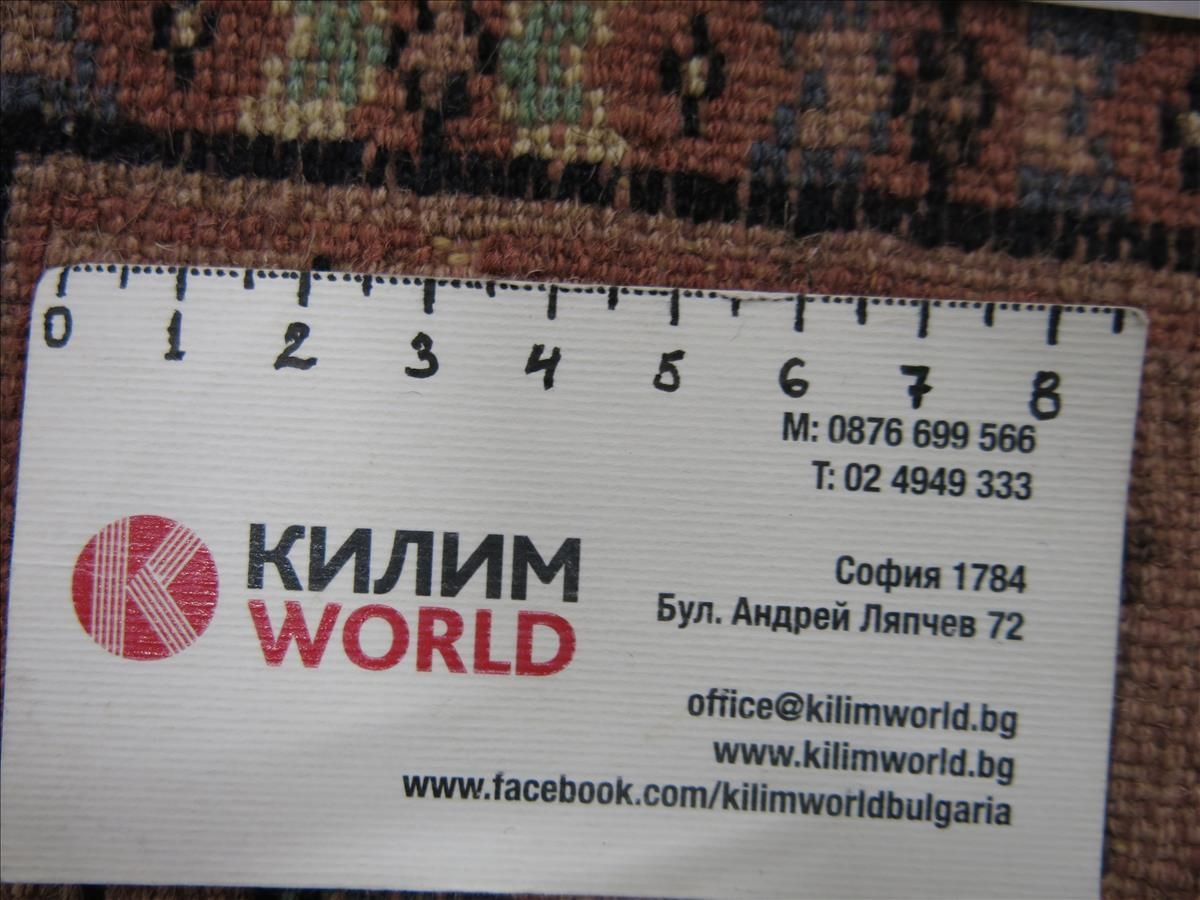 0 1 2 3 4 5 6 7 8
М: 0876 699 566
Т: 02 4949 333
КИЛИМ
WORLD
София 1784
Бул. Андрей Ляпчев 72
office@kilimworld.bg
www.kilimworld.bg
www.facebook.com/kilimworldbulgaria